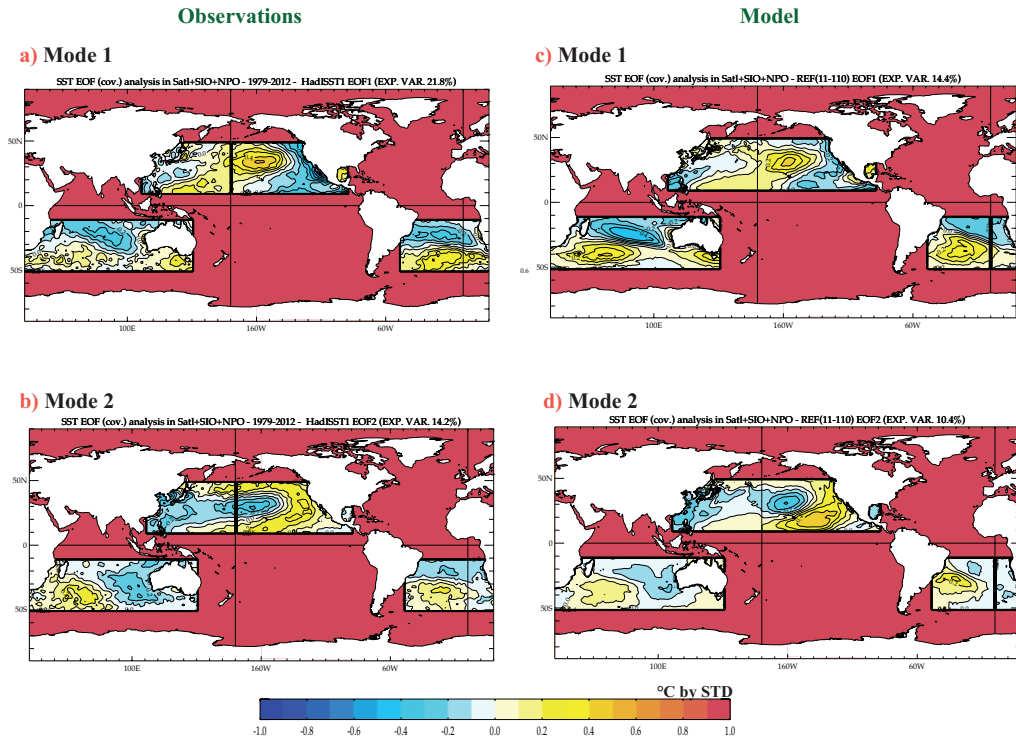 Observations
Model
a) Mode 1
c) Mode 1
SST EOF (cov.) analysis in Satl+SIO+NPO - 1979-2012 - HadISST1 EOF1 (EXP. VAR. 21.8%)
SST EOF (cov.) analysis in Satl+SIO+NPO - REF(11-110) EOF1 (EXP. VAR. 14.4%)
50N
0
50S
100E 160W 60W
50N
0
50S
0.6
100E 160W 60W
b) Mode 2
d) Mode 2
SST EOF (cov.) analysis in Satl+SIO+NPO - 1979-2012 - HadISST1 EOF2 (EXP. VAR. 14.2%)
SST EOF (cov.) analysis in Satl+SIO+NPO - REF(11-110) EOF2 (EXP. VAR. 10.4%)
50N
0
50S
100E 160W 60W
50N
0
50S
100E 160W 60W
°C by STD
-1.0 -0.8 -0.6 -0.4 -0.2 0.0 0.2 0.4 0.6 0.8 1.0